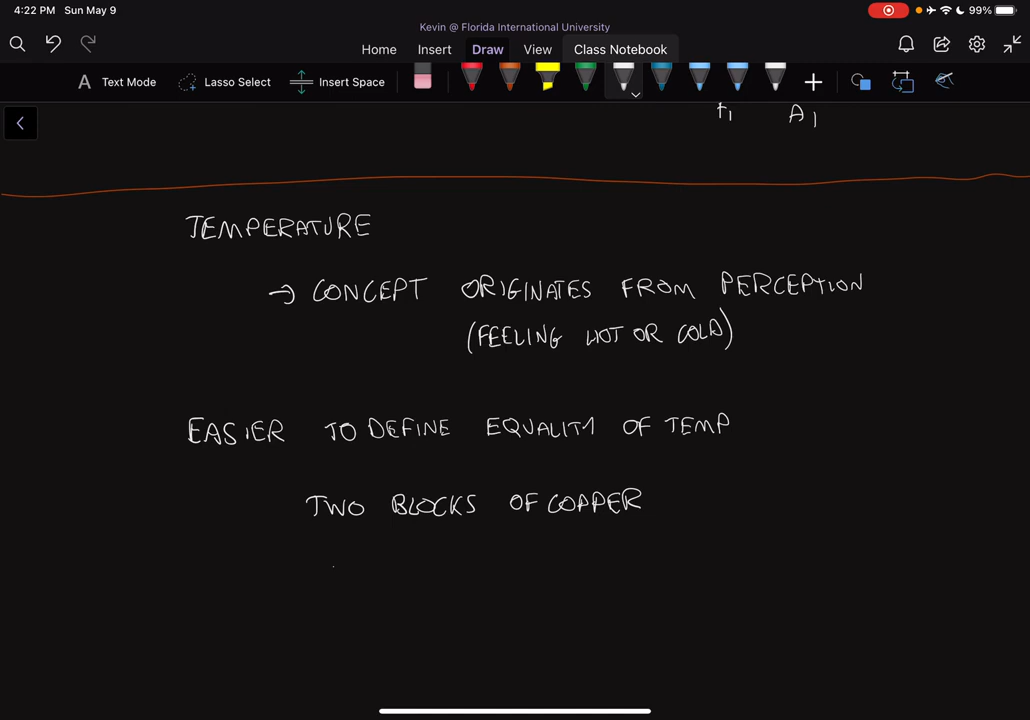 4:22 PM Sun May 9 99%
Kevin @ Florida International University
Home Insert Draw View Class Notebook
A Text Mode Lasso Select Insert Space
A1
TEMPERATURE
→ CONCEPT ORIGINATES FROM PERCEPTION
(FEELING HOT OR COLD)
EASIER TO DEFINE EQUALITY OF TEMP
TWO BLOCKS OF COPPER